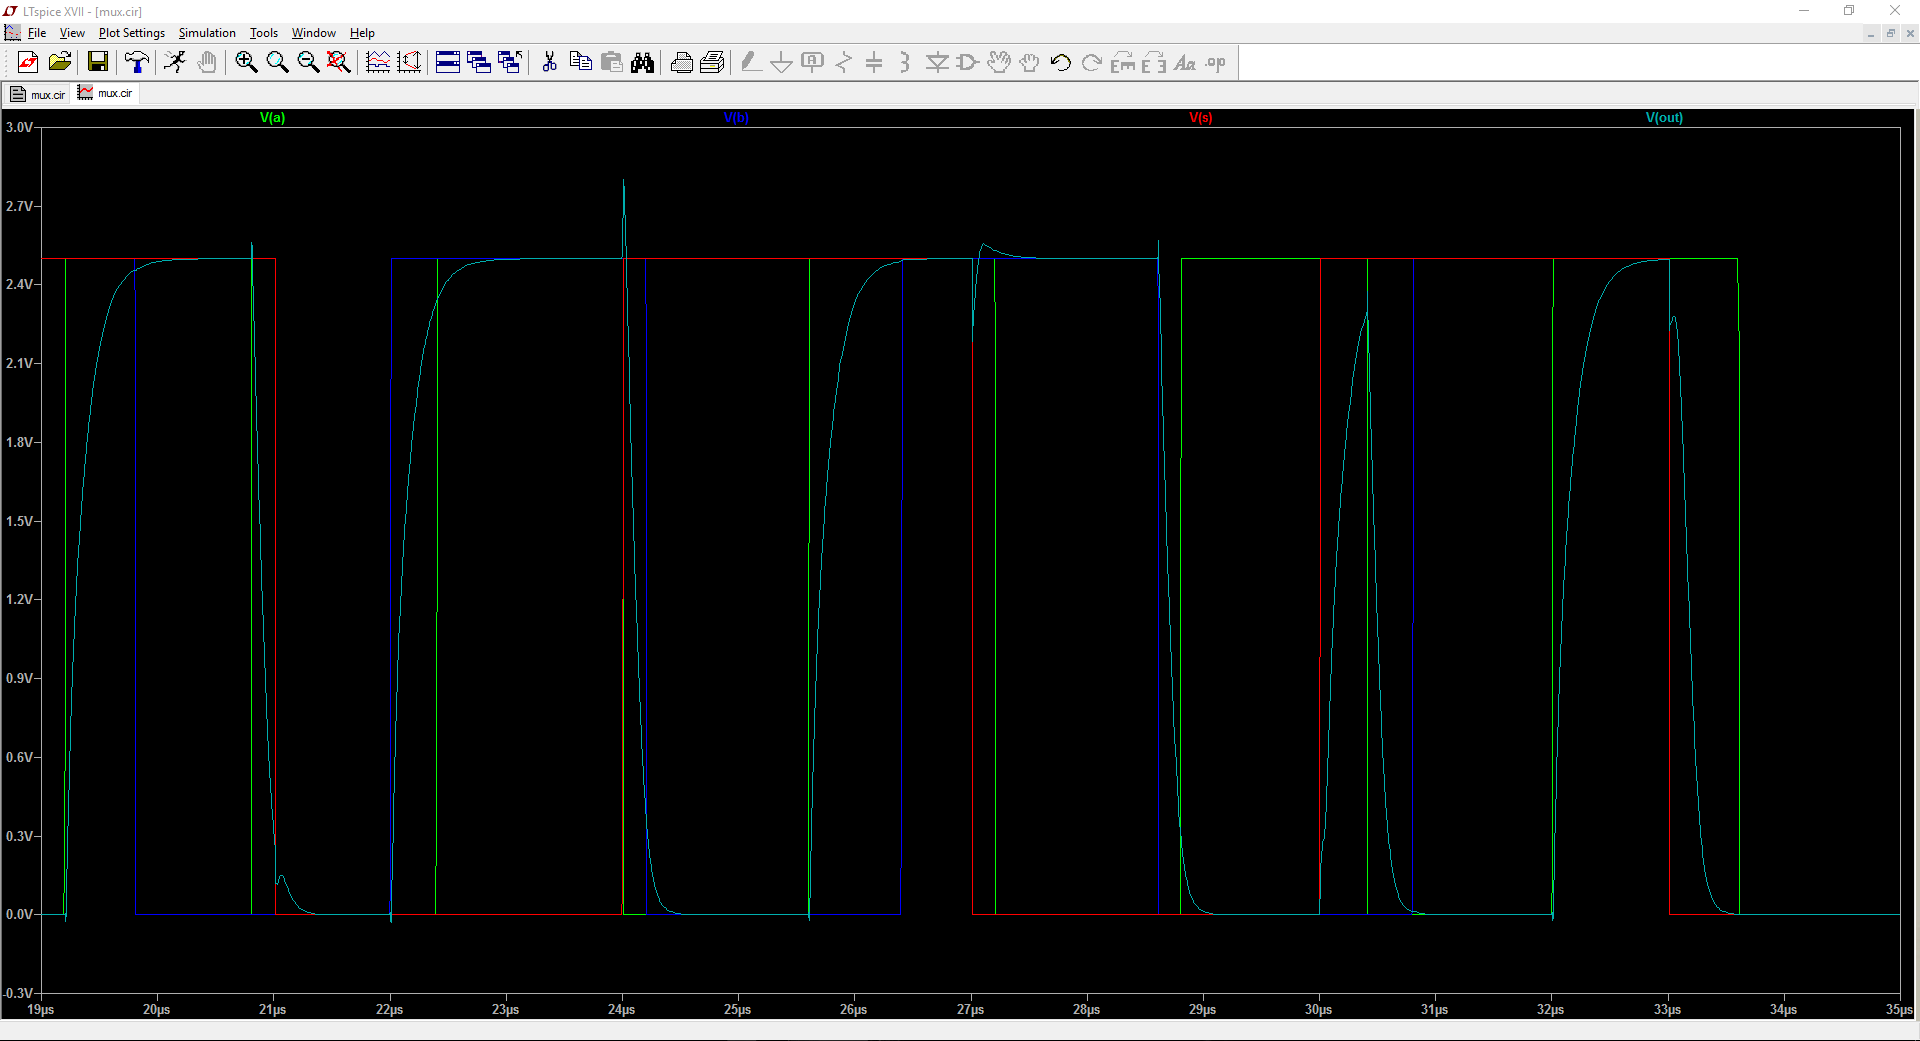 LTspice XVII - [mux.cir]
File View Plot Settings Simulation Tools Window Help
mux.cir mux.cir
V(a) V(b) V(s) V(out)
3.0V
2.7V
2.4V
2.1V
1.8V
1.5V
1.2V
0.9V
0.6V
0.3V
0.0V
-0.3V
19µs 20µs 21µs 22µs 23µs 24µs 25µs 26µs 27µs 28µs 29µs 30µs 31µs 32µs 33µs 34µs 35µs